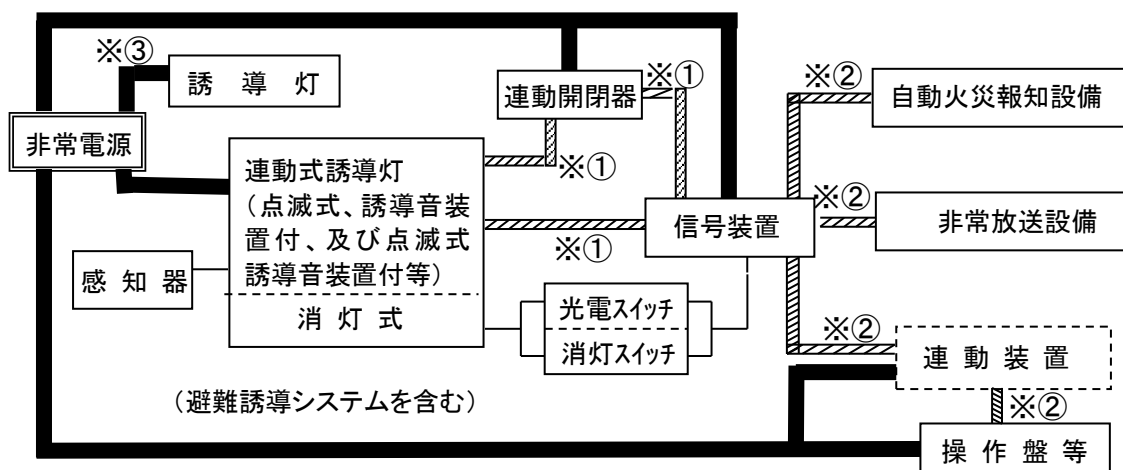 ※③
誘導灯
非常電源
連動開閉器
※①
※②
自動火災報知設備
※①
連動式誘導灯
(点滅式、誘導音装
置付、及び点滅式
誘導音装置付等)
消灯式
※①
信号装置
※②
非常放送設備
感知器
光電スイッチ
消灯スイッチ
※②
連動装置
(避難誘導システムを含む)
※②
操作盤等